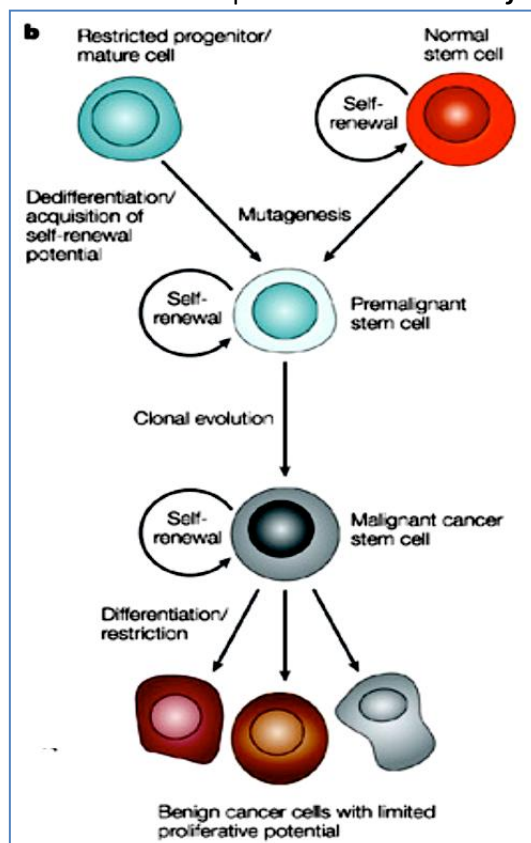 b
Restricted progenitor/
mature cell
Normal
stem cell
Self-
renewal
Dedifferentiation/
acquisition of
self-renewal
potential
Mutagenesis
Self-
renewal
Premalignant
stem cell
Clonal evolution
Self-
renewal
Malignant cancer
stem cell
Differentiation/
restriction
Benign cancer cells with limited
proliferative potential